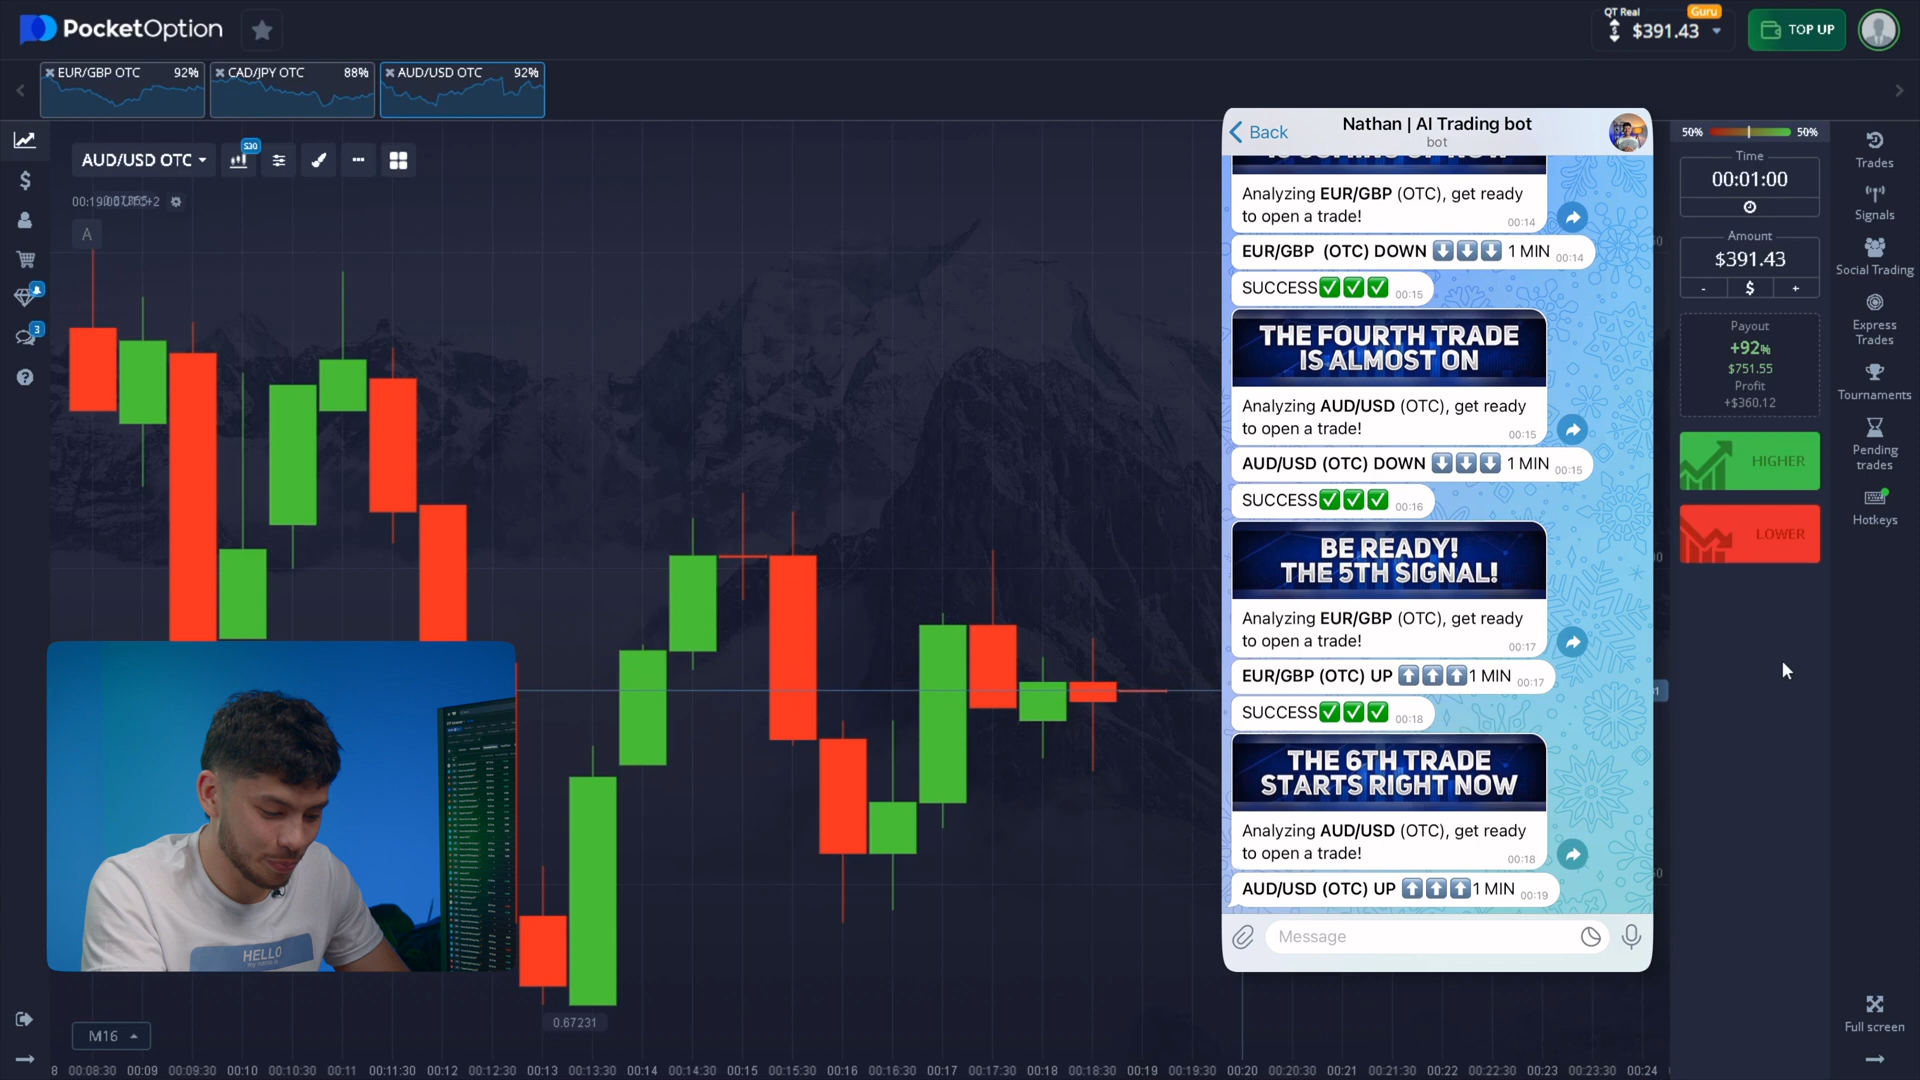 PocketOption
QT Real
Guru
$391.43
TOP UP
EUR/GBP OTC 92%
CAD/JPY OTC 88%
AUD/USD OTC 92%
AUD/USD OTC
S30
A
Back
Nathan | AI Trading bot
bot
Analyzing EUR/GBP (OTC), get ready
to open a trade!
00:14
EUR/GBP (OTC) DOWN ⬇️⬇️⬇️ 1 MIN 00:14
SUCCESS✅✅✅ 00:15
THE FOURTH TRADE
IS ALMOST ON
Analyzing AUD/USD (OTC), get ready
to open a trade!
00:15
AUD/USD (OTC) DOWN ⬇️⬇️⬇️ 1 MIN 00:15
SUCCESS✅✅✅ 00:16
BE READY!
THE 5TH SIGNAL!
Analyzing EUR/GBP (OTC), get ready
to open a trade!
00:17
EUR/GBP (OTC) UP ⬆️⬆️⬆️1 MIN 00:17
SUCCESS✅✅✅ 00:18
THE 6TH TRADE
STARTS RIGHT NOW
Analyzing AUD/USD (OTC), get ready
to open a trade!
00:18
AUD/USD (OTC) UP ⬆️⬆️⬆️1 MIN 00:19
Message
50% 50%
Time
00:01:00
Amount
$391.43
- $ +
Payout
+92%
$751.55
Profit
+$360.12
HIGHER
LOWER
Trades
Signals
Social Trading
Express
Trades
Tournaments
Pending
trades
Hotkeys
Full screen
3
HELLO
my name is
0.67231
M16
8 00:08:30 00:09 00:09:30 00:10 00:10:30 00:11 00:11:30 00:12 00:12:30 00:13 00:13:30 00:14 00:14:30 00:15 00:15:30 00:16 00:16:30 00:17 00:17:30 00:18 00:18:30 00:19 00:19:30 00:20 00:20:30 00:21 00:21:30 00:22 00:22:30 00:23 00:23:30 00:24